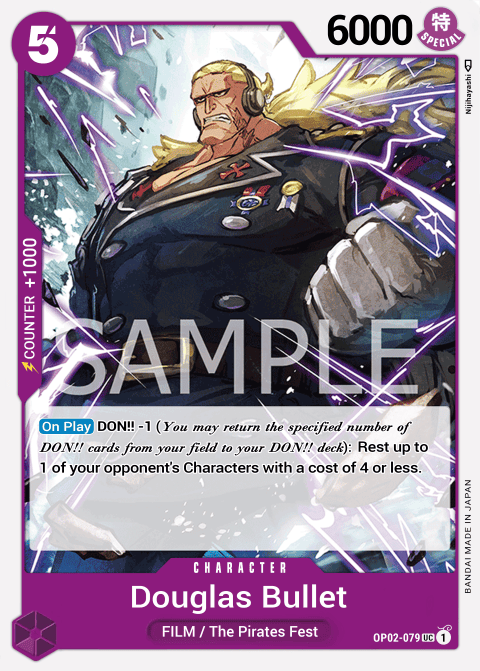 5
6000
特
SPECIAL
Nijihayashi
COUNTER +1000
SAMPLE
On Play DON!! -1 (You may return the specified number of
DON!! cards from your field to your DON!! deck): Rest up to
1 of your opponent's Characters with a cost of 4 or less.
BANDAI MADE IN JAPAN
CHARACTER
Douglas Bullet
FILM / The Pirates Fest
OP02-079 UC 1